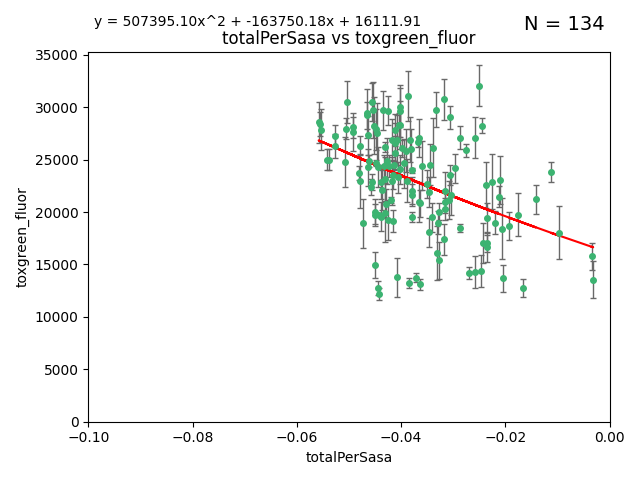 y = 507395.10x^2 + -163750.18x + 16111.91
N = 134
totalPerSasa vs toxgreen_fluor
35000
30000
25000
20000
15000
10000
5000
0
toxgreen_fluor
−0.10
−0.08
−0.06
−0.04
−0.02
0.00
totalPerSasa